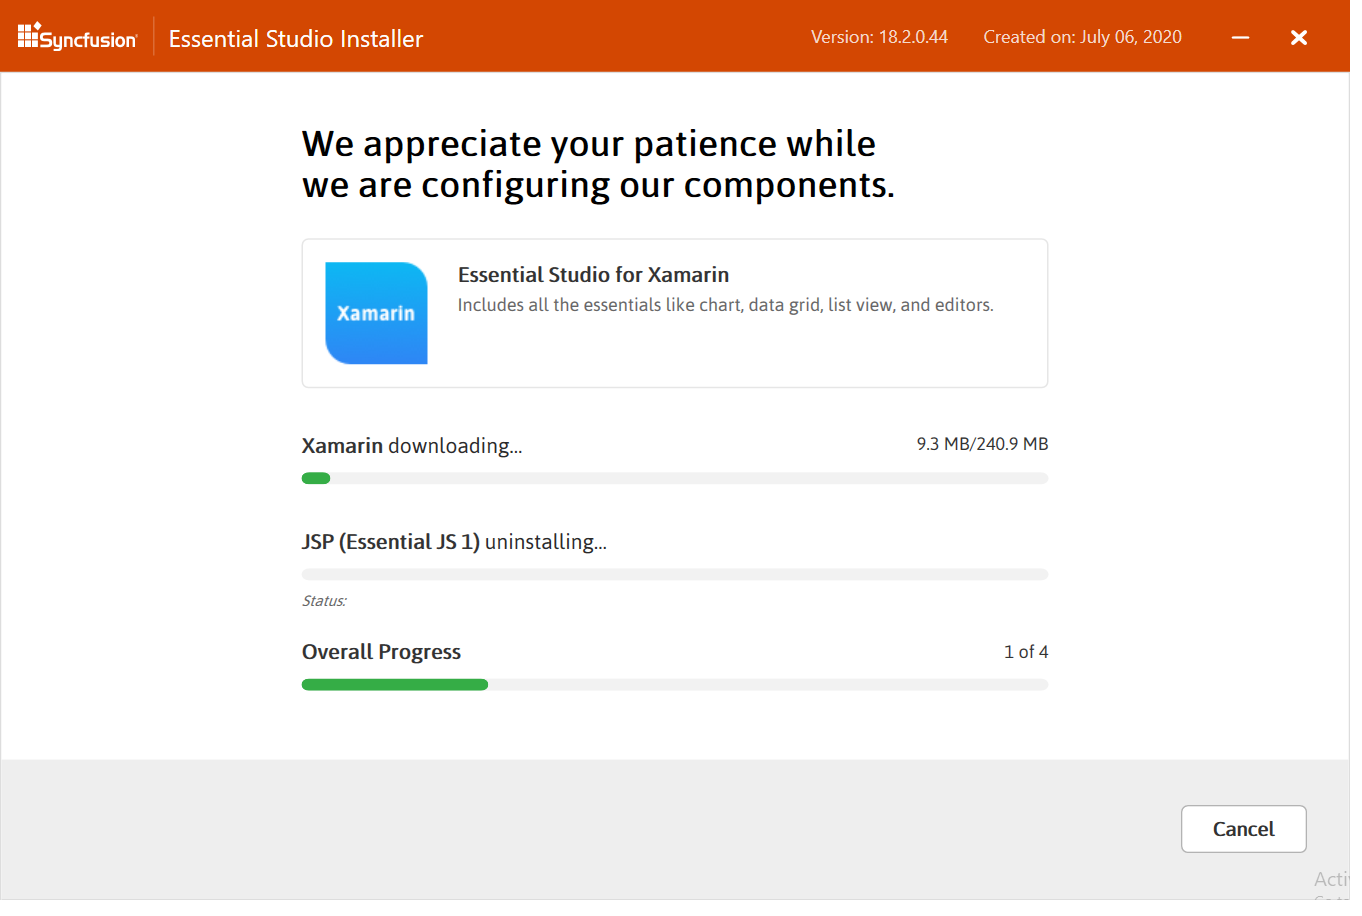 Syncfusion Essential Studio Installer Version: 18.2.0.44 Created on: July 06, 2020
We appreciate your patience while
we are configuring our components.
Xamarin
Essential Studio for Xamarin
Includes all the essentials like chart, data grid, list view, and editors.
Xamarin downloading... 9.3 MB/240.9 MB
JSP (Essential JS 1) uninstalling...
Status:
Overall Progress 1 of 4
Cancel
Acti